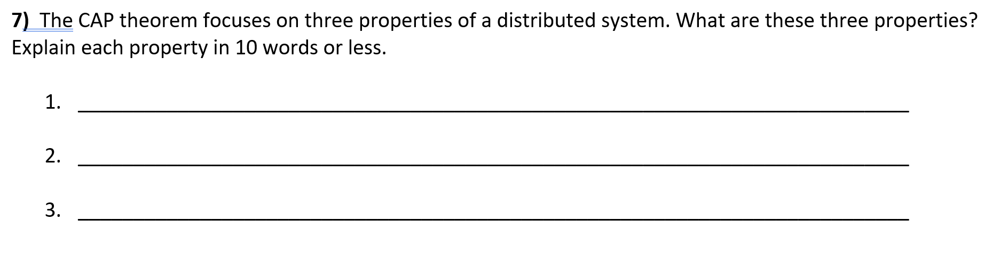 7) The CAP theorem focuses on three properties of a distributed system. What are these three properties?
Explain each property in 10 words or less.
1.
2.
3.